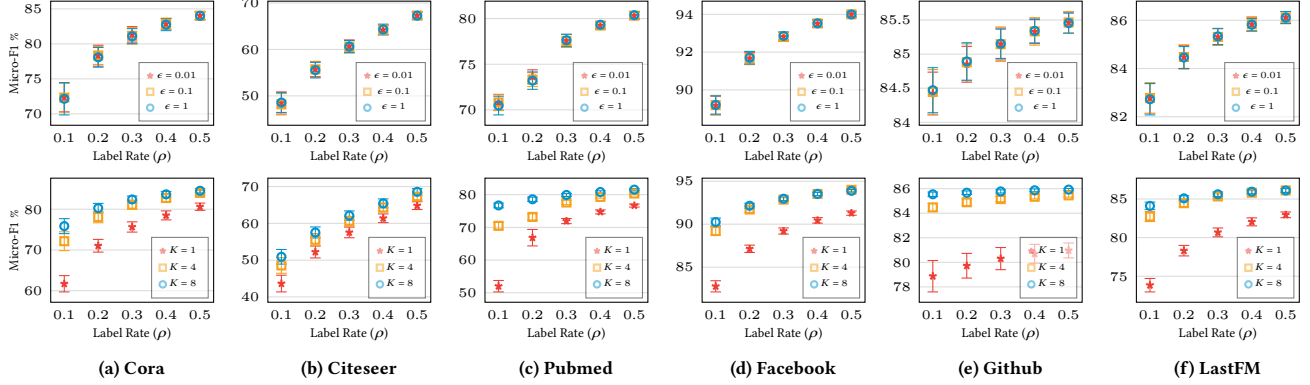 Micro-F1 %
85
80
75
70
0.1 0.2 0.3 0.4 0.5
Label Rate (ρ)
ϵ = 0.01
ϵ = 0.1
ϵ = 1
70
60
50
0.1 0.2 0.3 0.4 0.5
Label Rate (ρ)
ϵ = 0.01
ϵ = 0.1
ϵ = 1
80
75
70
0.1 0.2 0.3 0.4 0.5
Label Rate (ρ)
ϵ = 0.01
ϵ = 0.1
ϵ = 1
94
92
90
0.1 0.2 0.3 0.4 0.5
Label Rate (ρ)
ϵ = 0.01
ϵ = 0.1
ϵ = 1
85.5
85
84.5
84
0.1 0.2 0.3 0.4 0.5
Label Rate (ρ)
ϵ = 0.01
ϵ = 0.1
ϵ = 1
86
84
82
0.1 0.2 0.3 0.4 0.5
Label Rate (ρ)
ϵ = 0.01
ϵ = 0.1
ϵ = 1
Micro-F1 %
80
70
60
0.1 0.2 0.3 0.4 0.5
Label Rate (ρ)
K = 1
K = 4
K = 8
70
60
50
40
0.1 0.2 0.3 0.4 0.5
Label Rate (ρ)
K = 1
K = 4
K = 8
80
70
60
50
0.1 0.2 0.3 0.4 0.5
Label Rate (ρ)
K = 1
K = 4
K = 8
95
90
85
0.1 0.2 0.3 0.4 0.5
Label Rate (ρ)
K = 1
K = 4
K = 8
86
84
82
80
78
0.1 0.2 0.3 0.4 0.5
Label Rate (ρ)
K = 1
K = 4
K = 8
85
80
75
0.1 0.2 0.3 0.4 0.5
Label Rate (ρ)
K = 1
K = 4
K = 8
(a) Cora
(b) Citeseer
(c) Pubmed
(d) Facebook
(e) Github
(f) LastFM